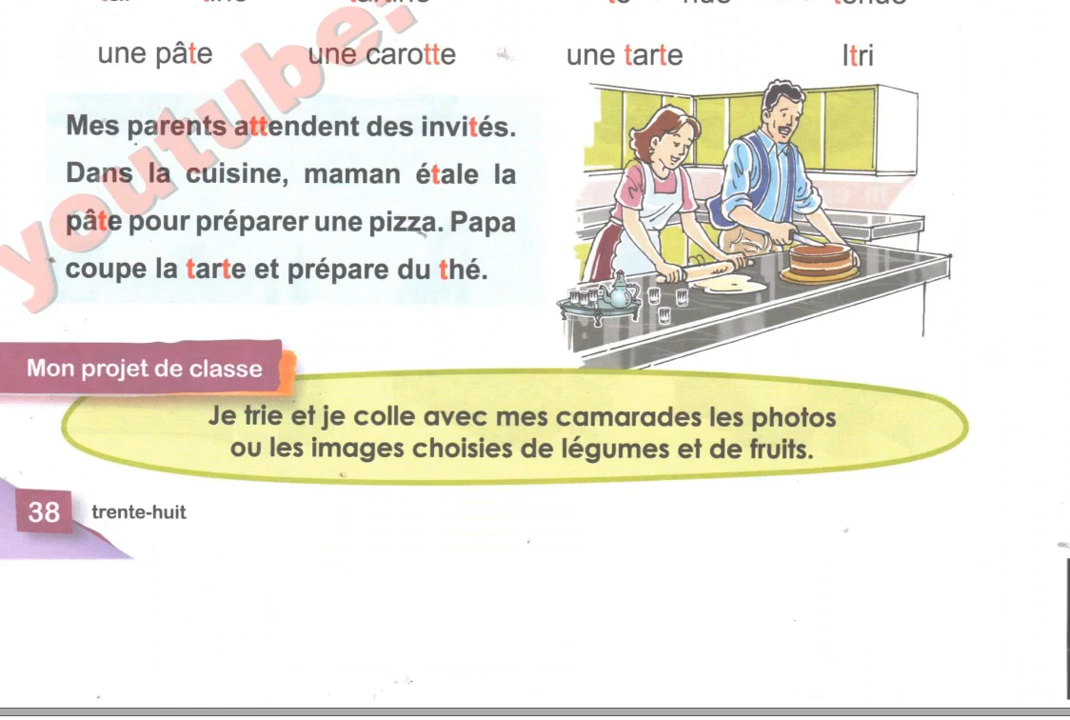 une pâte une carotte une tarte Itri
Mes parents attendent des invités.
Dans la cuisine, maman étale la
pâte pour préparer une pizza. Papa
coupe la tarte et prépare du thé.
Mon projet de classe
Je trie et je colle avec mes camarades les photos
ou les images choisies de légumes et de fruits.
38 trente-huit
youtube.